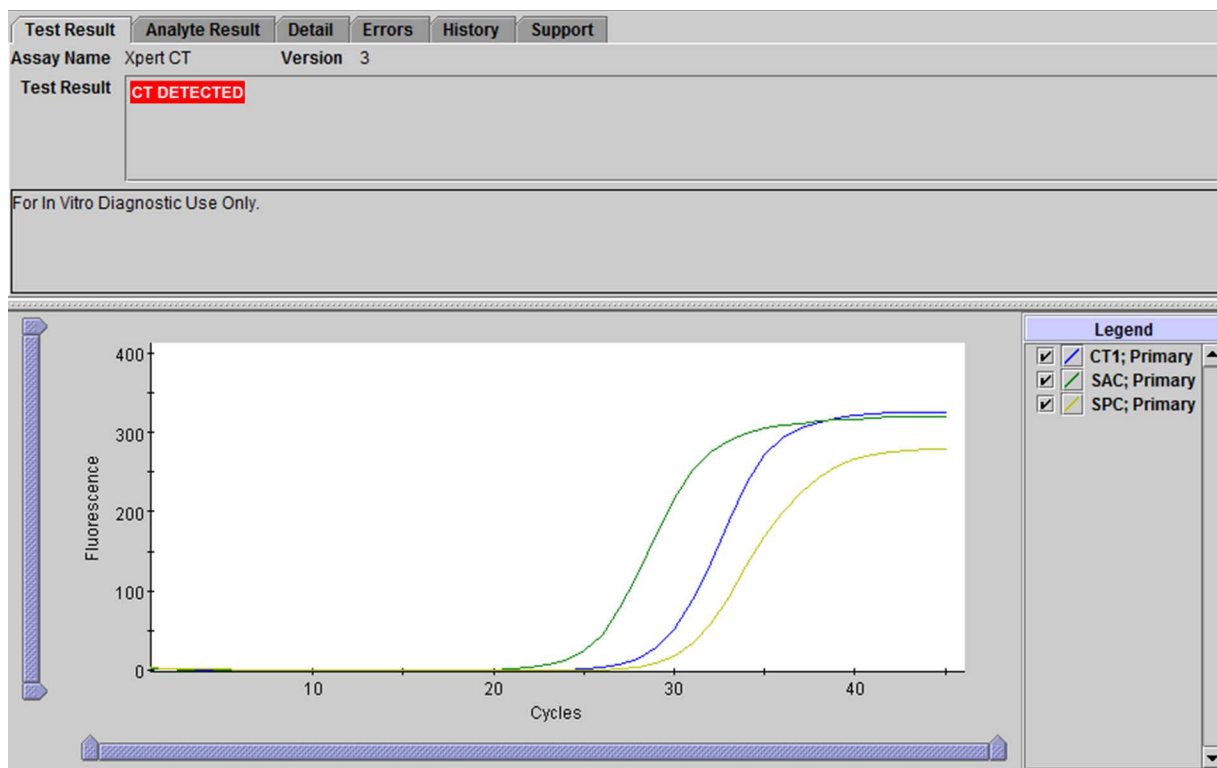 Test Result Analyte Result Detail Errors History Support
Assay Name Xpert CT Version 3
Test Result CT DETECTED
For In Vitro Diagnostic Use Only.
Legend
CT1; Primary
SAC; Primary
SPC; Primary
400
300
200
100
0
Fluorescence
10 20 30 40
Cycles